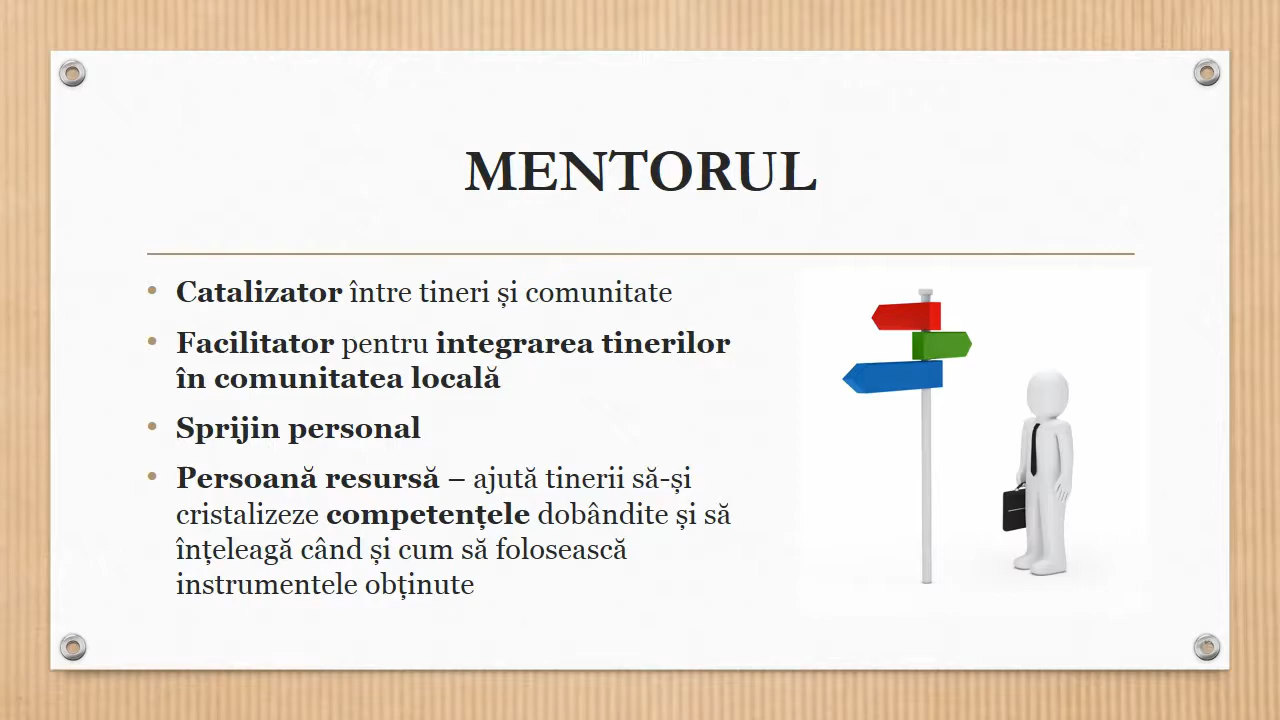 MENTORUL
• Catalizator între tineri și comunitate
• Facilitator pentru integrarea tinerilor
în comunitatea locală
• Sprijin personal
• Persoană resursă – ajută tinerii să-și
cristalizeze competențele dobândite și să
înțeleagă când și cum să folosească
instrumentele obținute